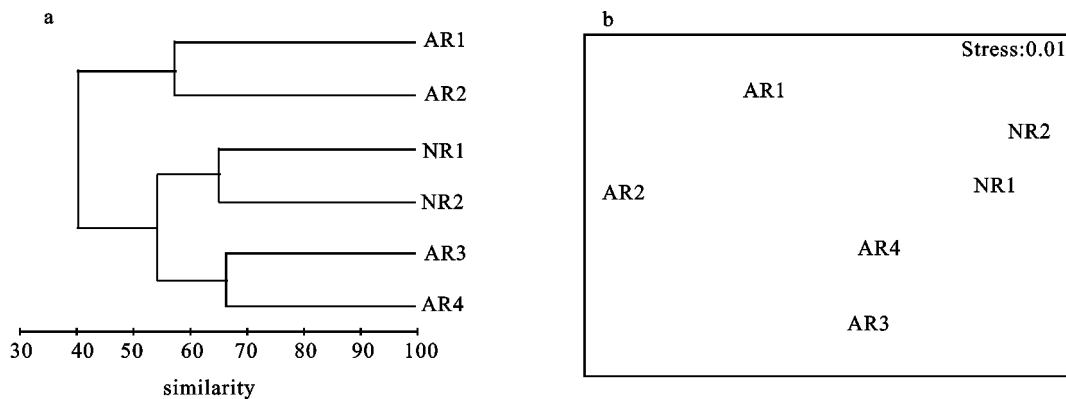 a
AR1
AR2
NR1
NR2
AR3
AR4
30 40 50 60 70 80 90 100
similarity
b
Stress:0.01
AR1
NR2
NR1
AR2
AR4
AR3